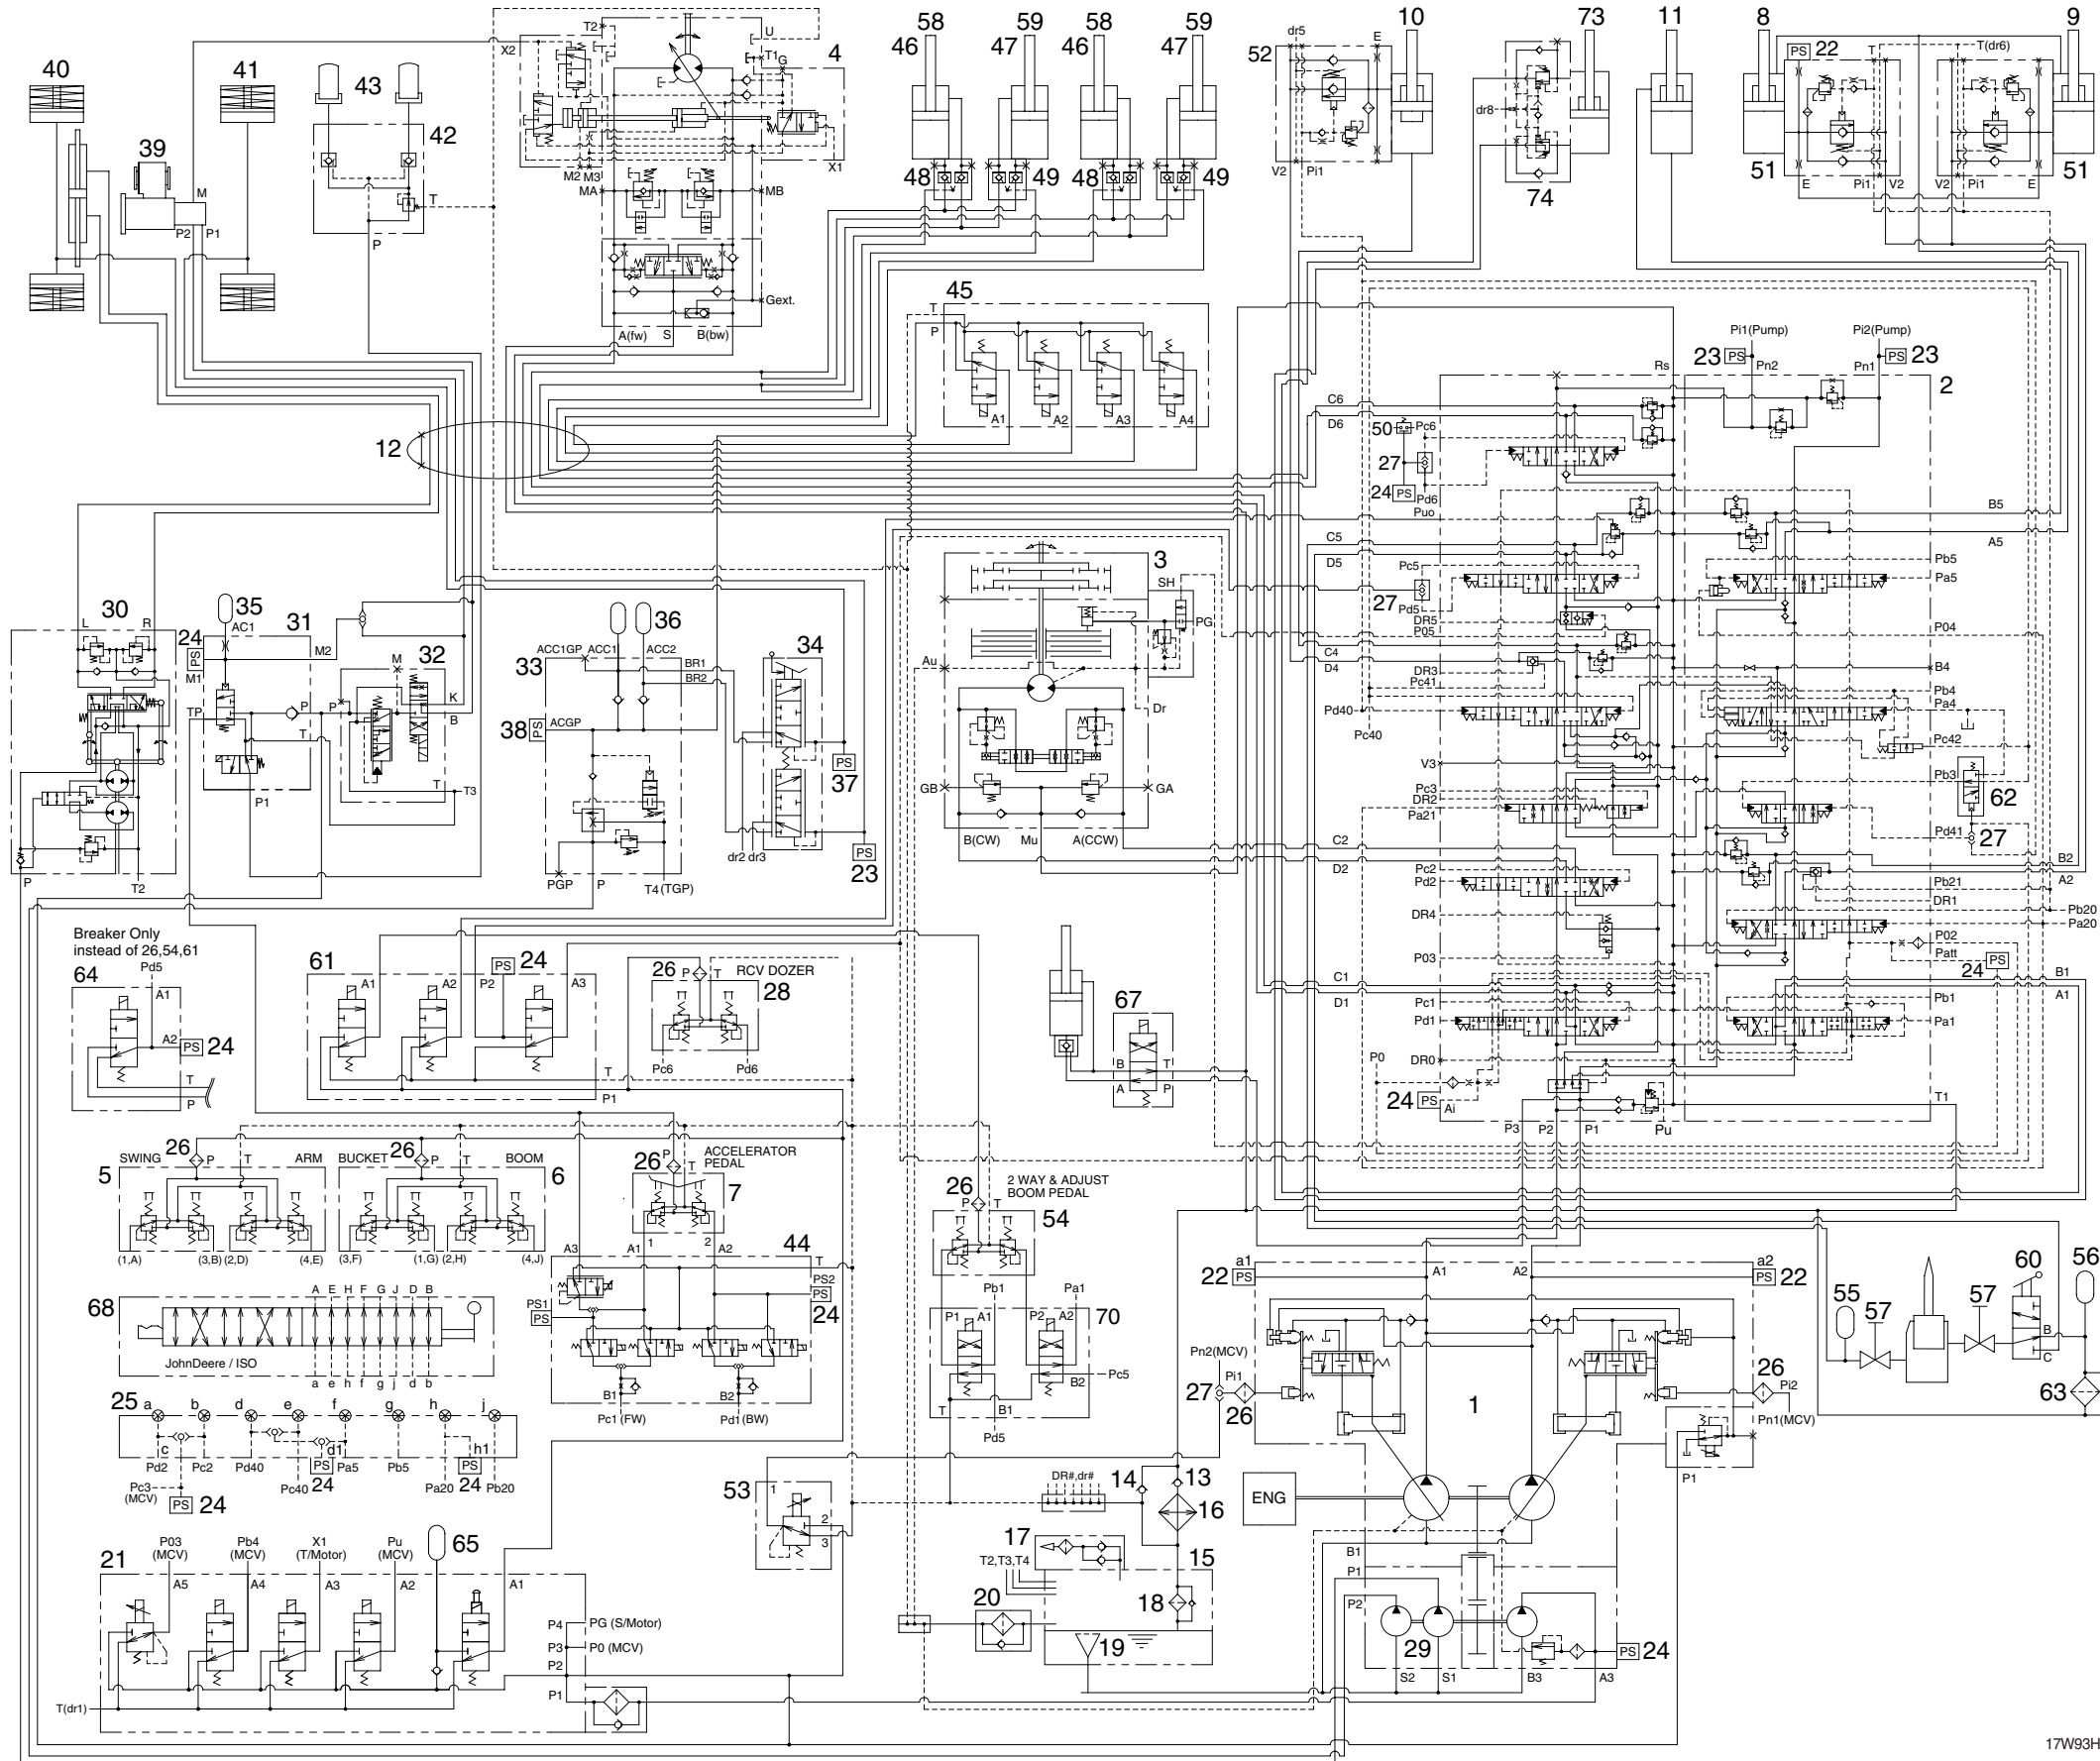 40
41
43
39
42
M
P2
P1
P
T
T2
X2
U
T1
G
4
M2
M3
X1
MA
MB
Gext.
A(fw)
S
B(bw)
58
59
58
59
46
47
46
47
48
49
48
49
dr5
E
10
73
11
8
9
52
V2
Pi1
dr8
74
PS
22
T
T(dr6)
51
E
Pi1
V2
V2
Pi1
E
51
45
T
P
A1
A2
A3
A4
12
Pi1(Pump)
Pi2(Pump)
23
PS
PS
23
Rs
Pn2
Pn1
2
C6
D6
50
Pc6
27
24
PS
Pd6
Puo
B5
A5
C5
D5
Pc5
Pb5
Pa5
27
Pd5
DR5
P05
P04
C4
D4
DR3
Pc41
B4
Pb4
Pa4
Pd40
Pc40
Pc42
V3
Pb3
62
Pc3
DR2
Pa21
Pd41
27
C2
D2
B2
A2
Pc2
Pd2
Pb21
DR1
DR4
Pb20
Pa20
P02
Patt
PS
24
P03
C1
D1
B1
A1
Pc1
Pd1
Pb1
Pa1
P0
DR0
24
PS
Ai
P3
P2
P1
Pu
T1
3
SH
PG
Au
Dr
GB
GA
B(CW)
Mu
A(CCW)
30
L
R
P
T2
35
AC1
31
24
PS
M1
M2
TP
P
T
P1
32
M
P
K
B
T
T3
36
33
ACC1GP
ACC1
ACC2
BR1
BR2
34
38
PS
ACGP
PS
37
dr2 dr3
PS
23
PGP
P
T4(TGP)
Breaker Only
instead of 26,54,61
64
Pd5
A1
A2
PS
24
T
P
61
PS
24
A1
A2
P2
A3
T
P1
26
P
T
RCV DOZER
28
Pc6
Pd6
67
B
T
A
P
SWING
26
P
T
ARM
5
(1,A)
(3,B)
(2,D)
(4,E)
BUCKET
26
P
T
BOOM
6
(3,F)
(1,G)
(2,H)
(4,J)
26
P
T
ACCELERATOR
PEDAL
7
1
2
44
A3
A1
A2
T
PS2
PS
24
PS1
PS
B1
B2
Pc1 (FW)
Pd1 (BW)
2 WAY & ADJUST
BOOM PEDAL
26
P
T
54
Pb1
Pa1
70
P1
A1
P2
A2
B2
Pc5
T
B1
Pd5
68
A E H F G J D B
JohnDeere / ISO
a e h f g j d b
25
a b d e f g h j
c
d1
h1
Pd2
Pc2
Pd40
PS
Pa5
Pb5
PS
Pc3
(MCV)
PS
24
Pc40
24
Pa20
24
Pb20
21
P03
(MCV)
Pb4
(MCV)
X1
(T/Motor)
Pu
(MCV)
65
A5
A4
A3
A2
A1
P4
PG (S/Motor)
P3
P0 (MCV)
P2
P1
T(dr1)
53
1
2
3
DR#,dr#
14
13
16
17
T2,T3,T4
15
18
20
19
a1
22
PS
A1
A2
a2
PS
22
Pn2(MCV)
27
Pi1
26
1
26
Pi2
Pn1(MCV)
P1
ENG
B1
P1
P2
29
S2
S1
B3
A3
PS
24
55
57
57
60
56
B
C
63
17W93H